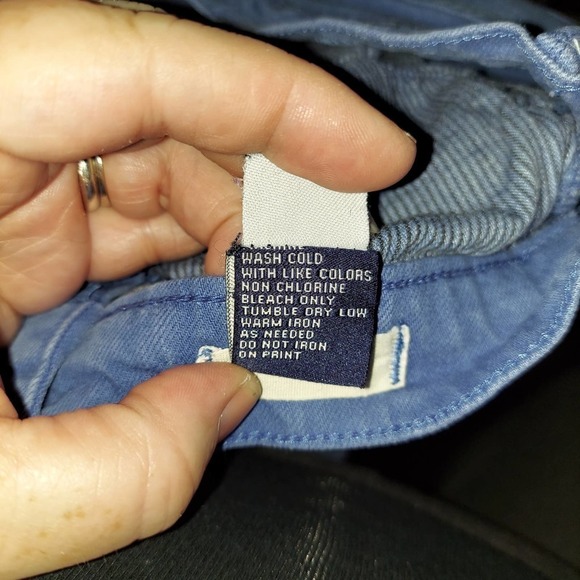 WASH COLD
WITH LIKE COLORS
NON CHLORINE
BLEACH ONLY
TUMBLE DRY LOW
WARM IRON
AS NEEDED
DO NOT IRON
ON PRINT